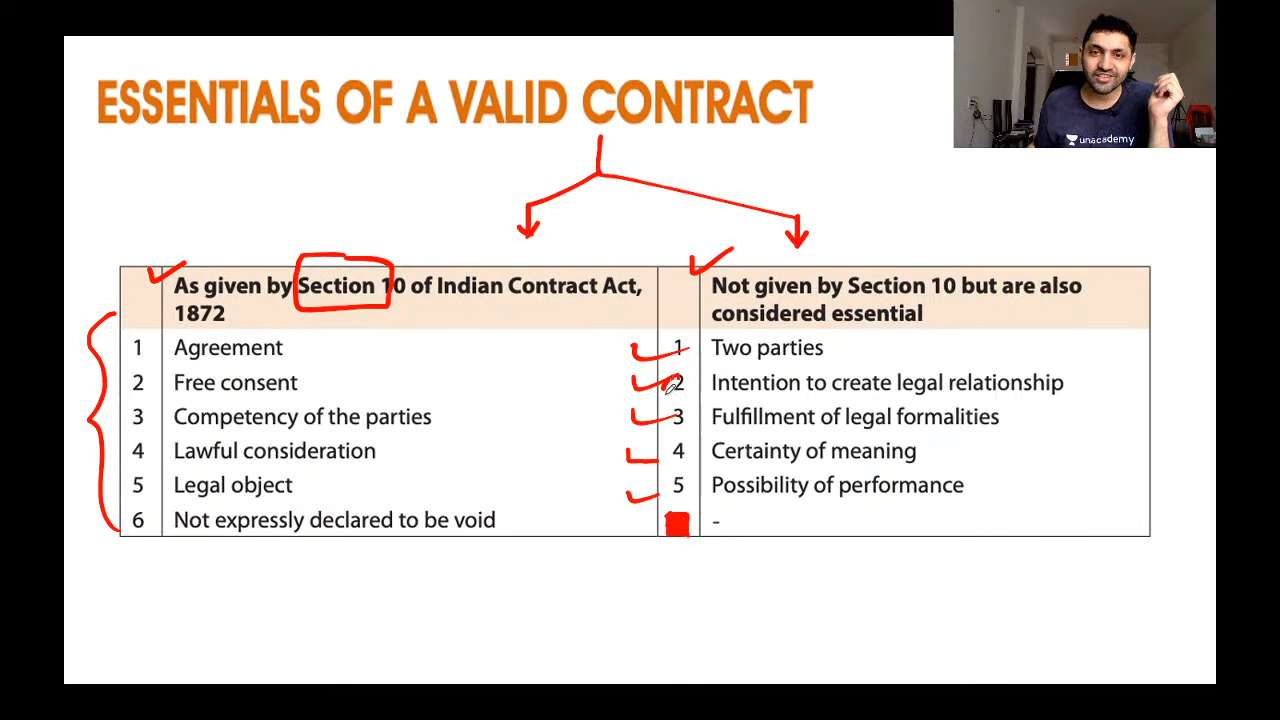 ESSENTIALS OF A VALID CONTRACT
unacademy
As given by Section 10 of Indian Contract Act,
1872
Not given by Section 10 but are also
considered essential
1 Agreement
1 Two parties
2 Free consent
2 Intention to create legal relationship
3 Competency of the parties
3 Fulfillment of legal formalities
4 Lawful consideration
4 Certainty of meaning
5 Legal object
5 Possibility of performance
6 Not expressly declared to be void
-